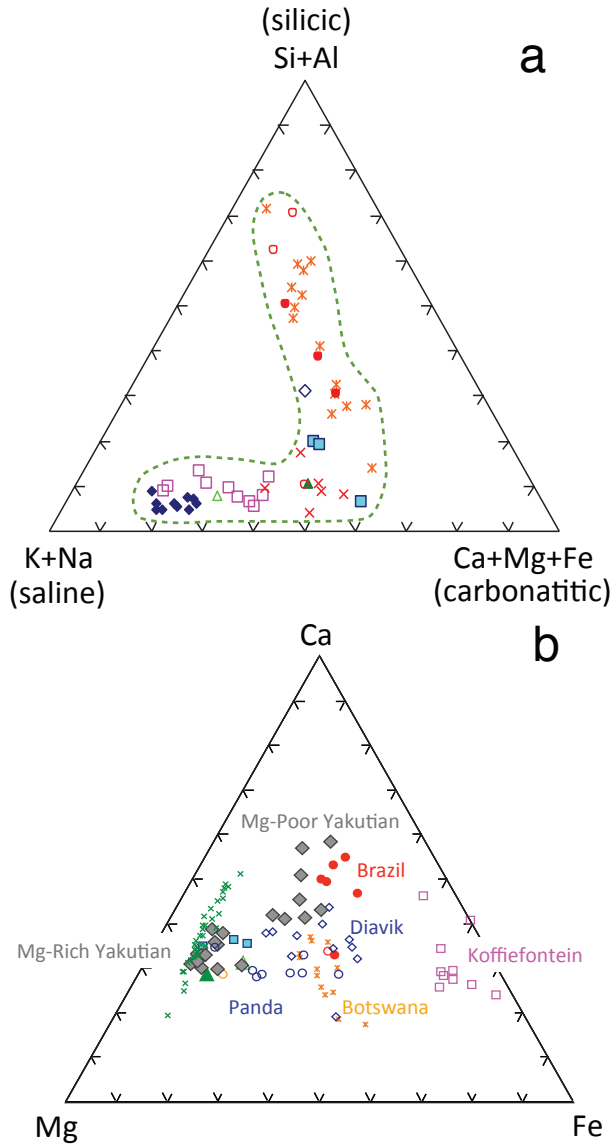 (silicic)
Si+Al
a
K+Na
(saline)
Ca+Mg+Fe
(carbonatitic)
Ca
b
Mg-Poor Yakutian
Brazil
Diavik
Mg-Rich Yakutian
Koffiefontein
Panda
Botswana
Mg
Fe